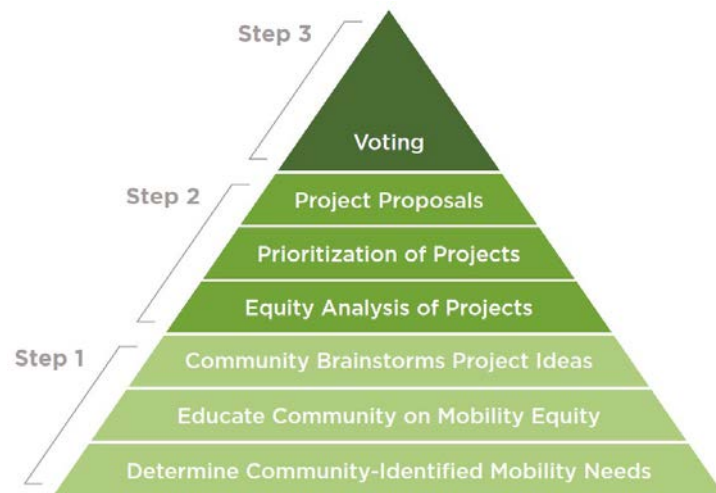 Step 3
Voting
Step 2
Project Proposals
Prioritization of Projects
Equity Analysis of Projects
Step 1
Community Brainstorms Project Ideas
Educate Community on Mobility Equity
Determine Community-Identified Mobility Needs